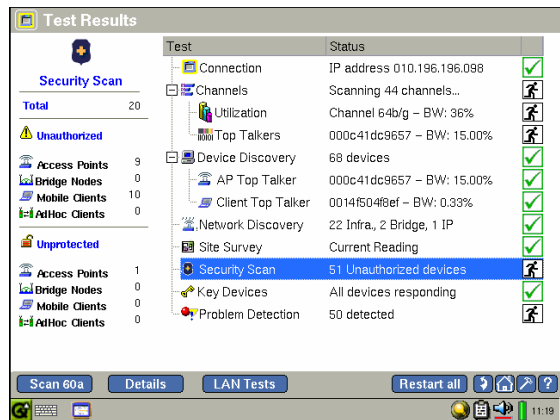 Test Results
Security Scan
Total 20
Unauthorized
Access Points 9
Bridge Nodes 0
Mobile Clients 10
AdHoc Clients 0
Unprotected
Access Points 1
Bridge Nodes 0
Mobile Clients 0
AdHoc Clients 0
Test Status
Connection IP address 010.196.196.098
Channels Scanning 44 channels...
Utilization Channel 64b/g – BW: 36%
Top Talkers 000c41dc9657 – BW: 15.00%
Device Discovery 68 devices
AP Top Talker 000c41dc9657 – BW: 15.00%
Client Top Talker 0014f504f8ef – BW: 0.33%
Network Discovery 22 Infra., 2 Bridge, 1 IP
Site Survey Current Reading
Security Scan 51 Unauthorized devices
Key Devices All devices responding
Problem Detection 50 detected
Scan 60a Details LAN Tests Restart all ?
11:19